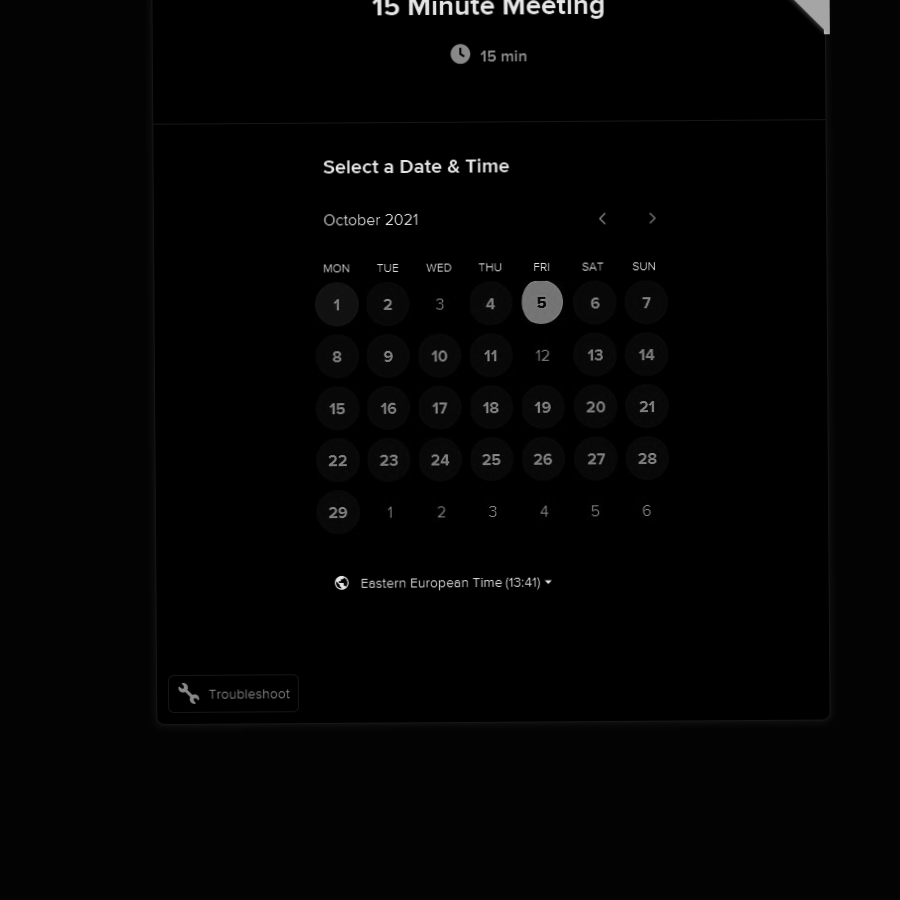 15 Minute Meeting
15 min
Select a Date & Time
October 2021
MON TUE WED THU FRI SAT SUN
1 2 3 4 5 6 7
8 9 10 11 12 13 14
15 16 17 18 19 20 21
22 23 24 25 26 27 28
29 1 2 3 4 5 6
Eastern European Time (13:41)
Troubleshoot